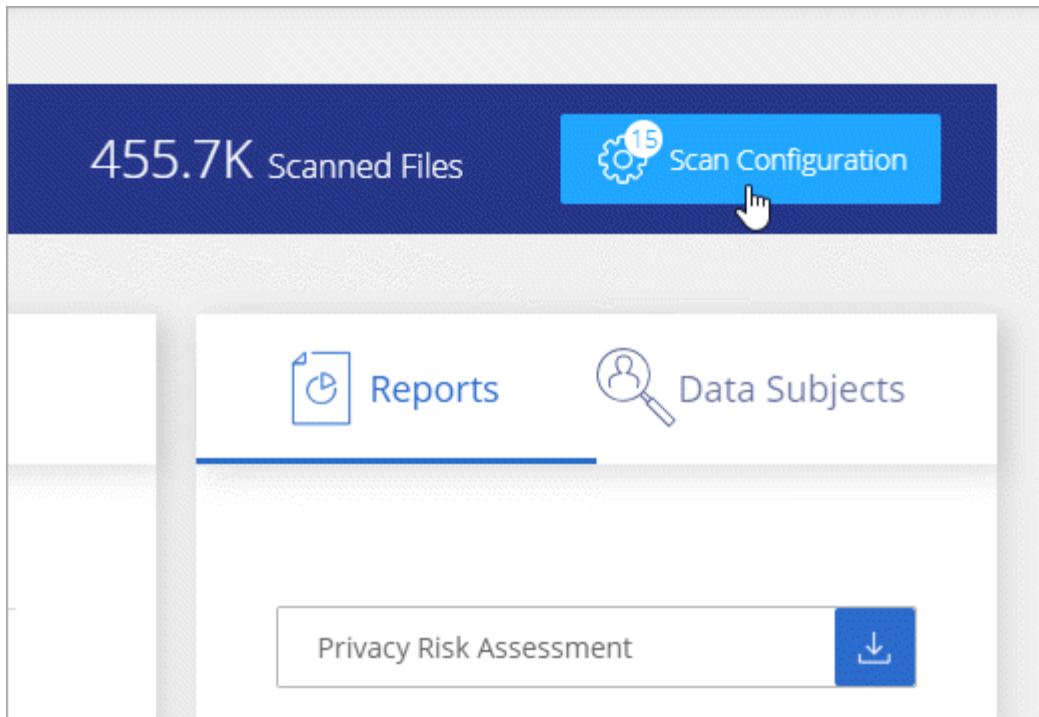 455.7K Scanned Files
15 Scan Configuration
Reports
Data Subjects
Privacy Risk Assessment